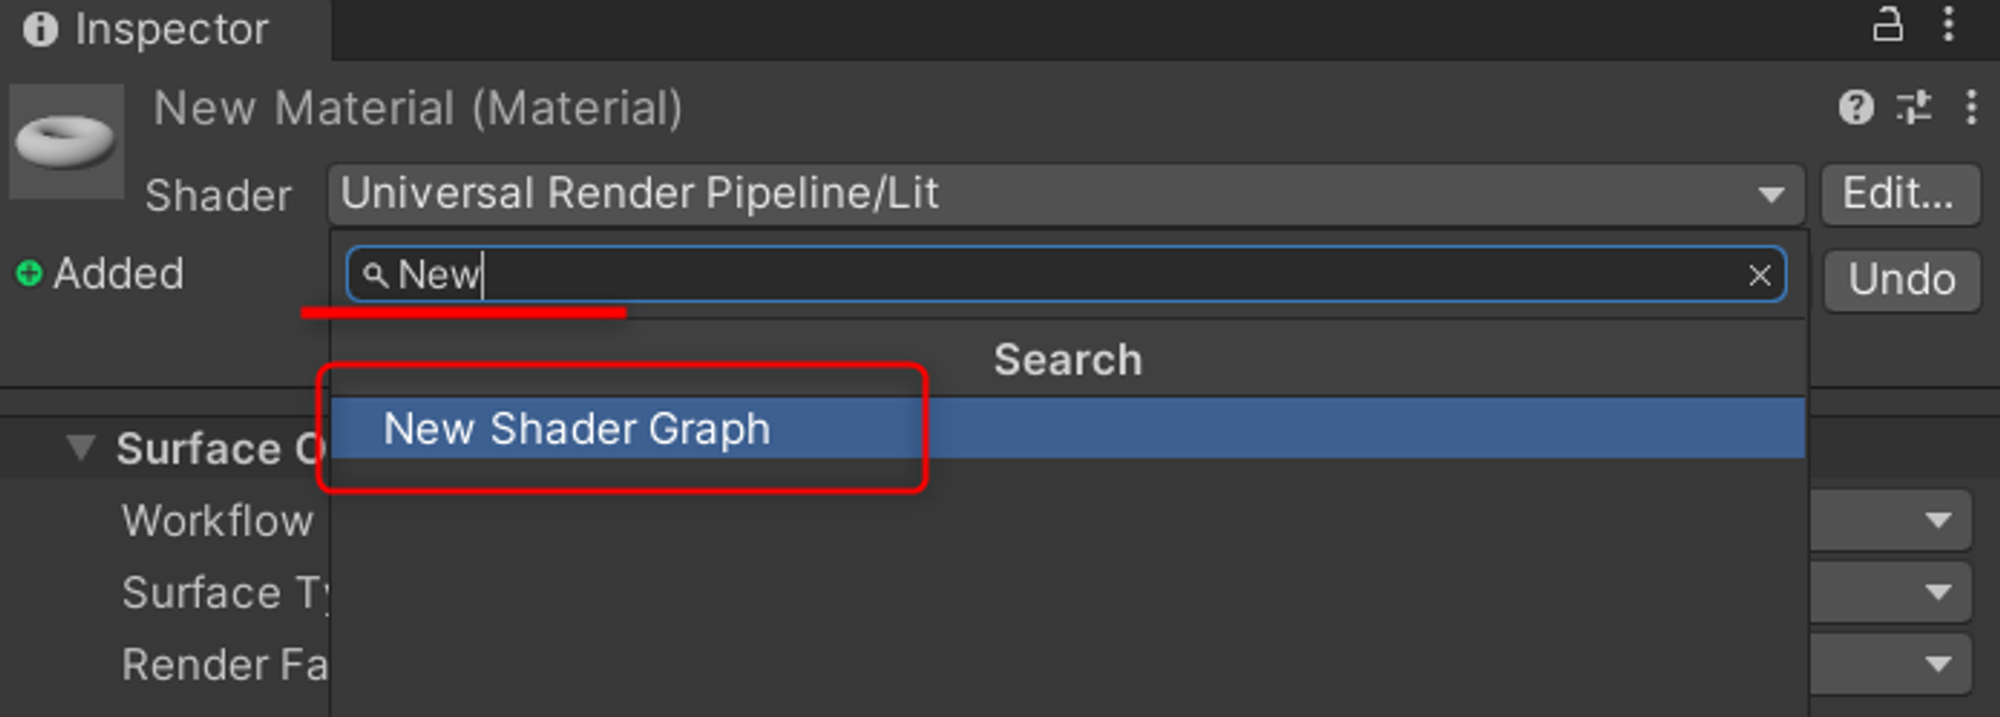 Inspector
New Material (Material)
Shader Universal Render Pipeline/Lit Edit...
Added New Undo
Search
New Shader Graph
Surface O
Workflow
Surface Ty
Render Fa